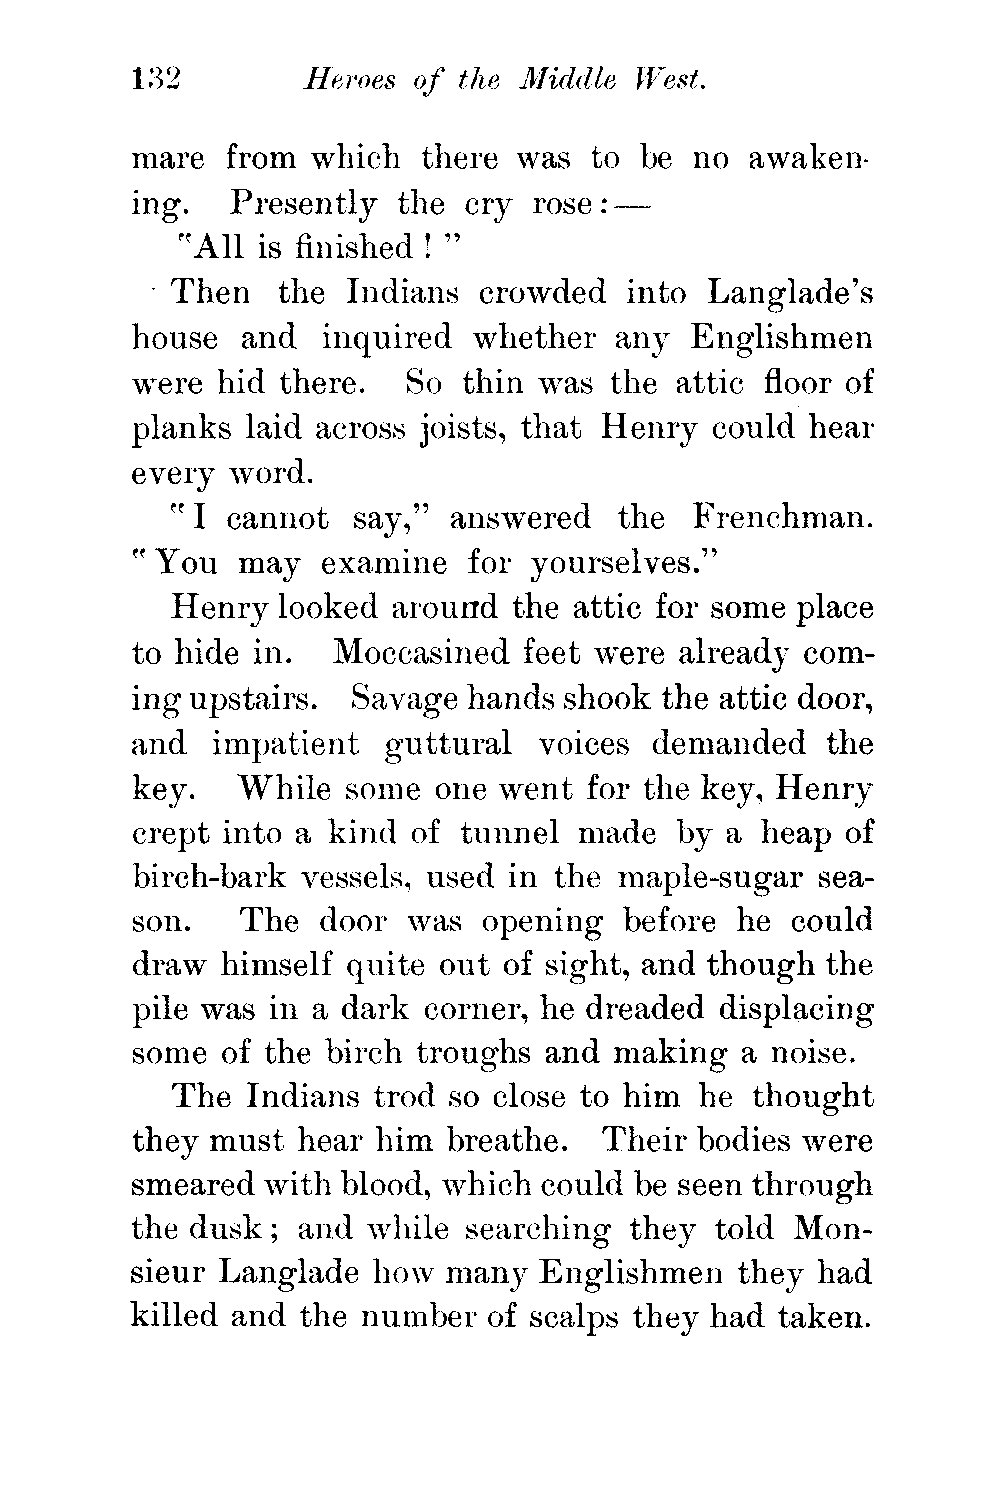 132 Heroes of the Middle West.
mare from which there was to be no awaken-
ing. Presently the cry rose:—
"All is finished!"
Then the Indians crowded into Langlade's
house and inquired whether any Englishmen
were hid there. So thin was the attic floor of
planks laid across joists, that Henry could hear
every word.
"I cannot say," answered the Frenchman.
"You may examine for yourselves."
Henry looked around the attic for some place
to hide in. Moccasined feet were already com-
ing upstairs. Savage hands shook the attic door,
and impatient guttural voices demanded the
key. While some one went for the key, Henry
crept into a kind of tunnel made by a heap of
birch-bark vessels, used in the maple-sugar sea-
son. The door was opening before he could
draw himself quite out of sight, and though the
pile was in a dark corner, he dreaded displacing
some of the birch troughs and making a noise.
The Indians trod so close to him he thought
they must hear him breathe. Their bodies were
smeared with blood, which could be seen through
the dusk; and while searching they told Mon-
sieur Langlade how many Englishmen they had
killed and the number of scalps they had taken.